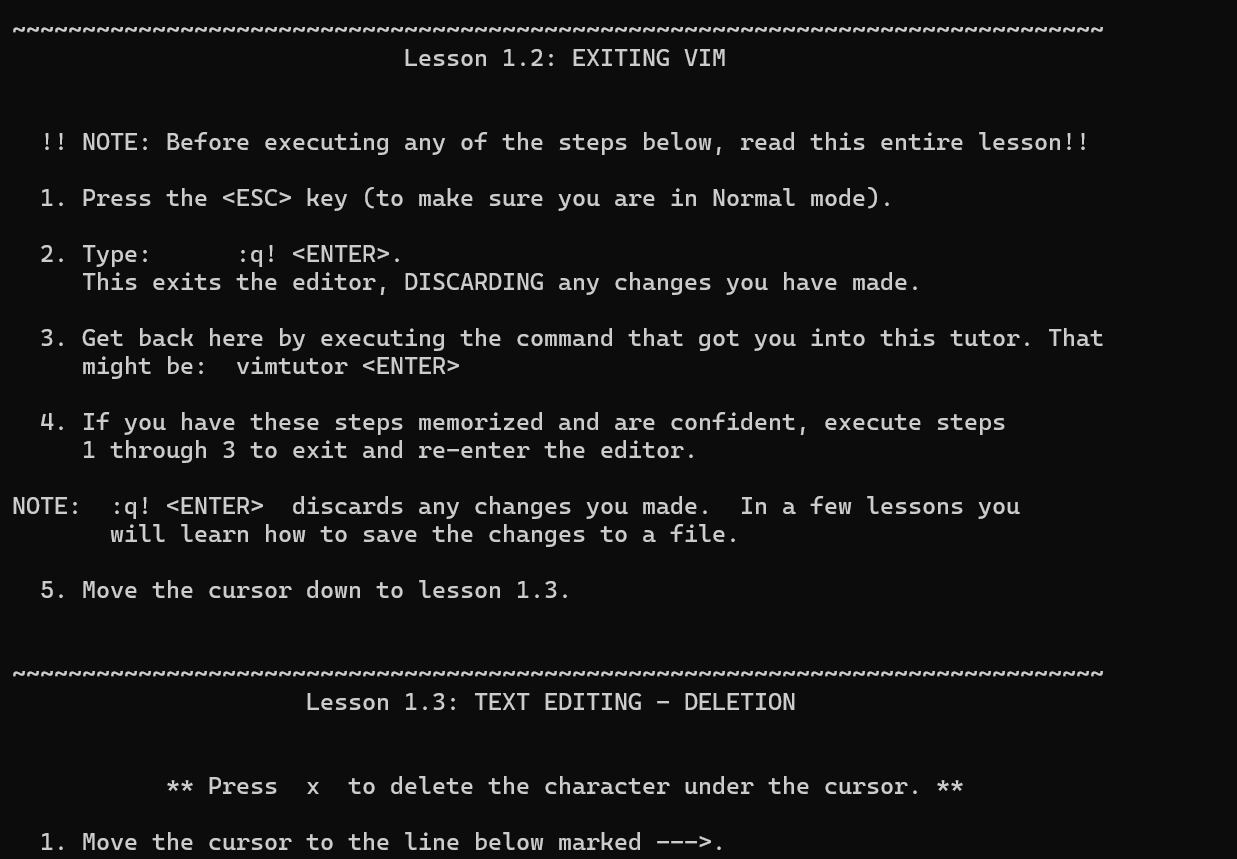 ~~~~~~~~~~~~~~~~~~~~~~~~~~~~~~~~~~~~~~~~~~~~~~~~~~~~~~~~~~~~~~~~~~~~~~~~~~~~~~
Lesson 1.2: EXITING VIM
!! NOTE: Before executing any of the steps below, read this entire lesson!!
1. Press the <ESC> key (to make sure you are in Normal mode).
2. Type:      :q! <ENTER>.
This exits the editor, DISCARDING any changes you have made.
3. Get back here by executing the command that got you into this tutor. That
might be:  vimtutor <ENTER>
4. If you have these steps memorized and are confident, execute steps
1 through 3 to exit and re-enter the editor.
NOTE:  :q! <ENTER>  discards any changes you made.  In a few lessons you
will learn how to save the changes to a file.
5. Move the cursor down to lesson 1.3.
~~~~~~~~~~~~~~~~~~~~~~~~~~~~~~~~~~~~~~~~~~~~~~~~~~~~~~~~~~~~~~~~~~~~~~~~~~~~~~
Lesson 1.3: TEXT EDITING - DELETION
** Press  x  to delete the character under the cursor. **
1. Move the cursor to the line below marked --->.